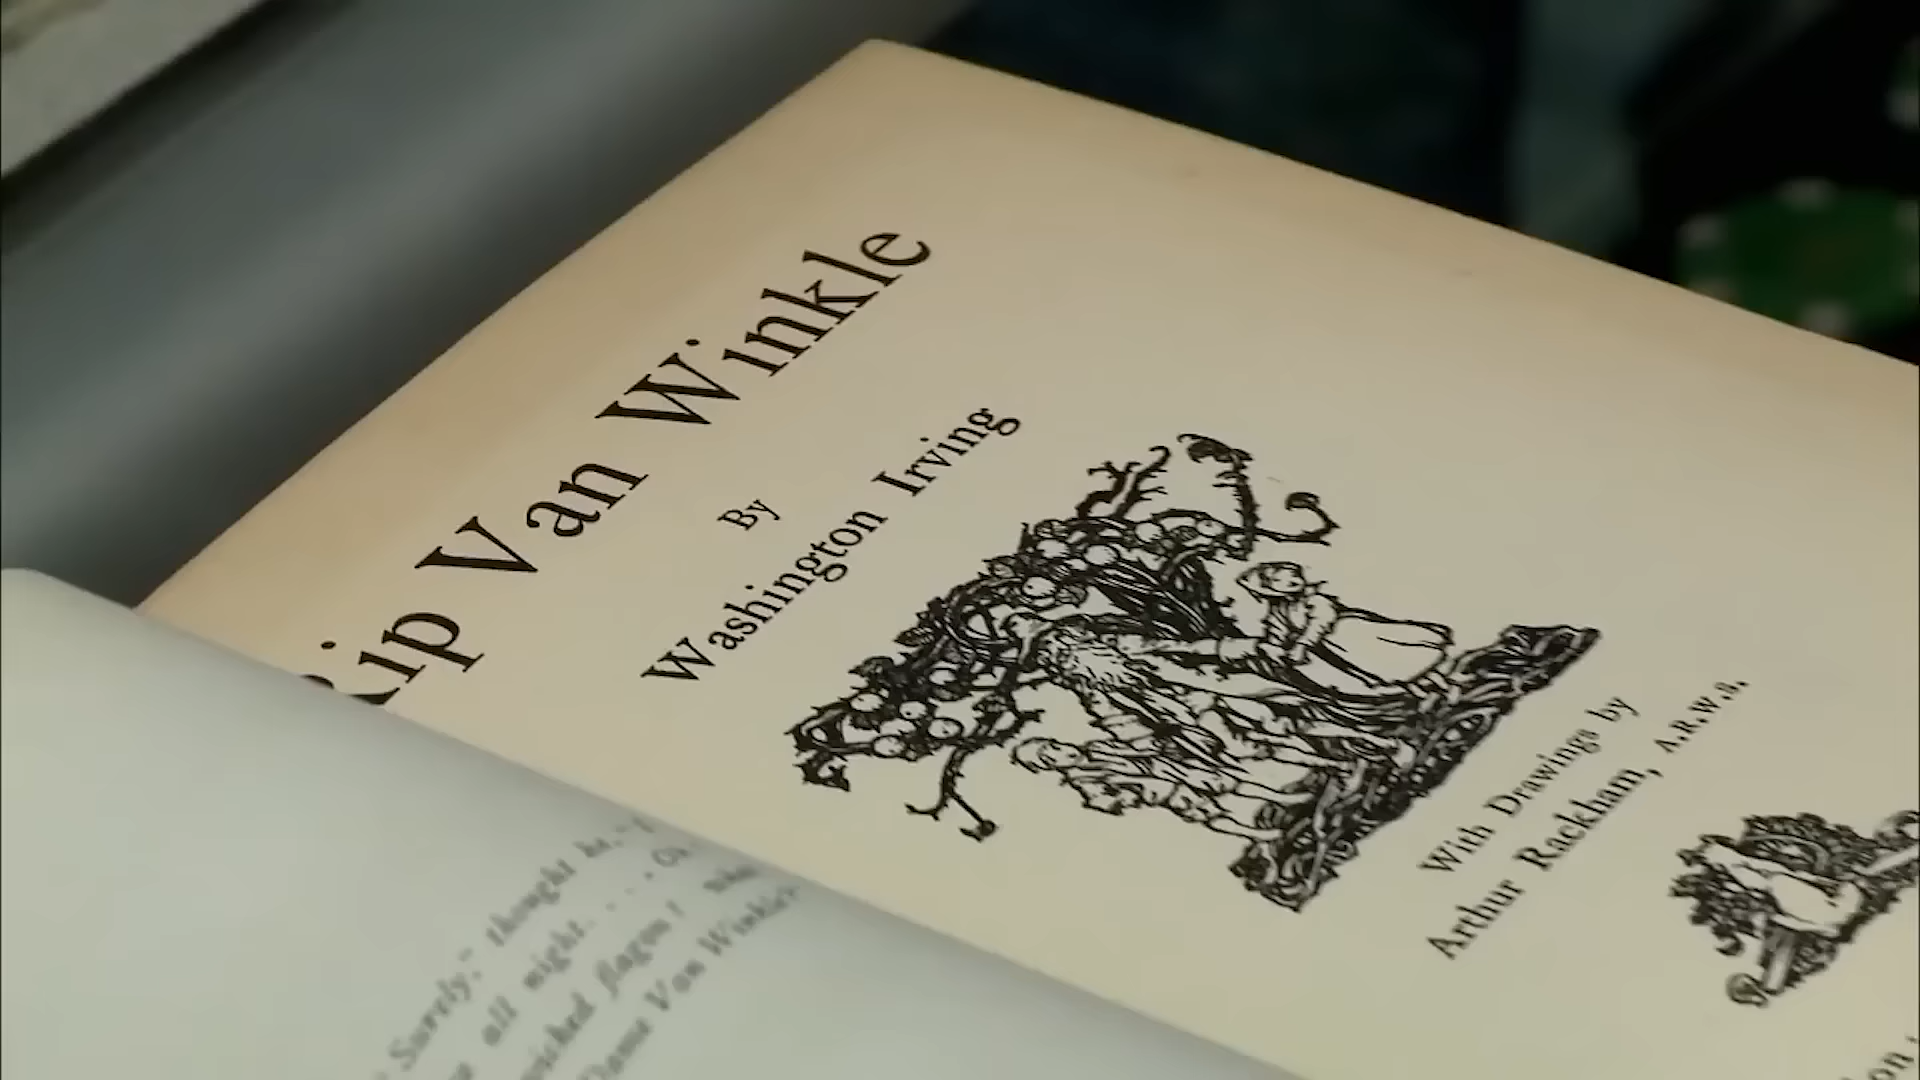 Rip Van Winkle
By
Washington Irving
With Drawings by
Arthur Rackham, A.R.W.S.
Surely," thought he, "I
all night. . . . Oh
wicked flagon!
Dame Van Winkle?